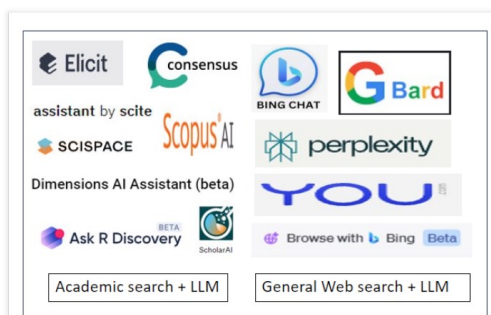 Elicit
consensus
assistant by scite
SCISPACE
Scopus AI
Dimensions AI Assistant (beta)
Ask R Discovery BETA
ScholarAI
Academic search + LLM
BING CHAT
G Bard
perplexity
YOU .com
Browse with Bing Beta
General Web search + LLM